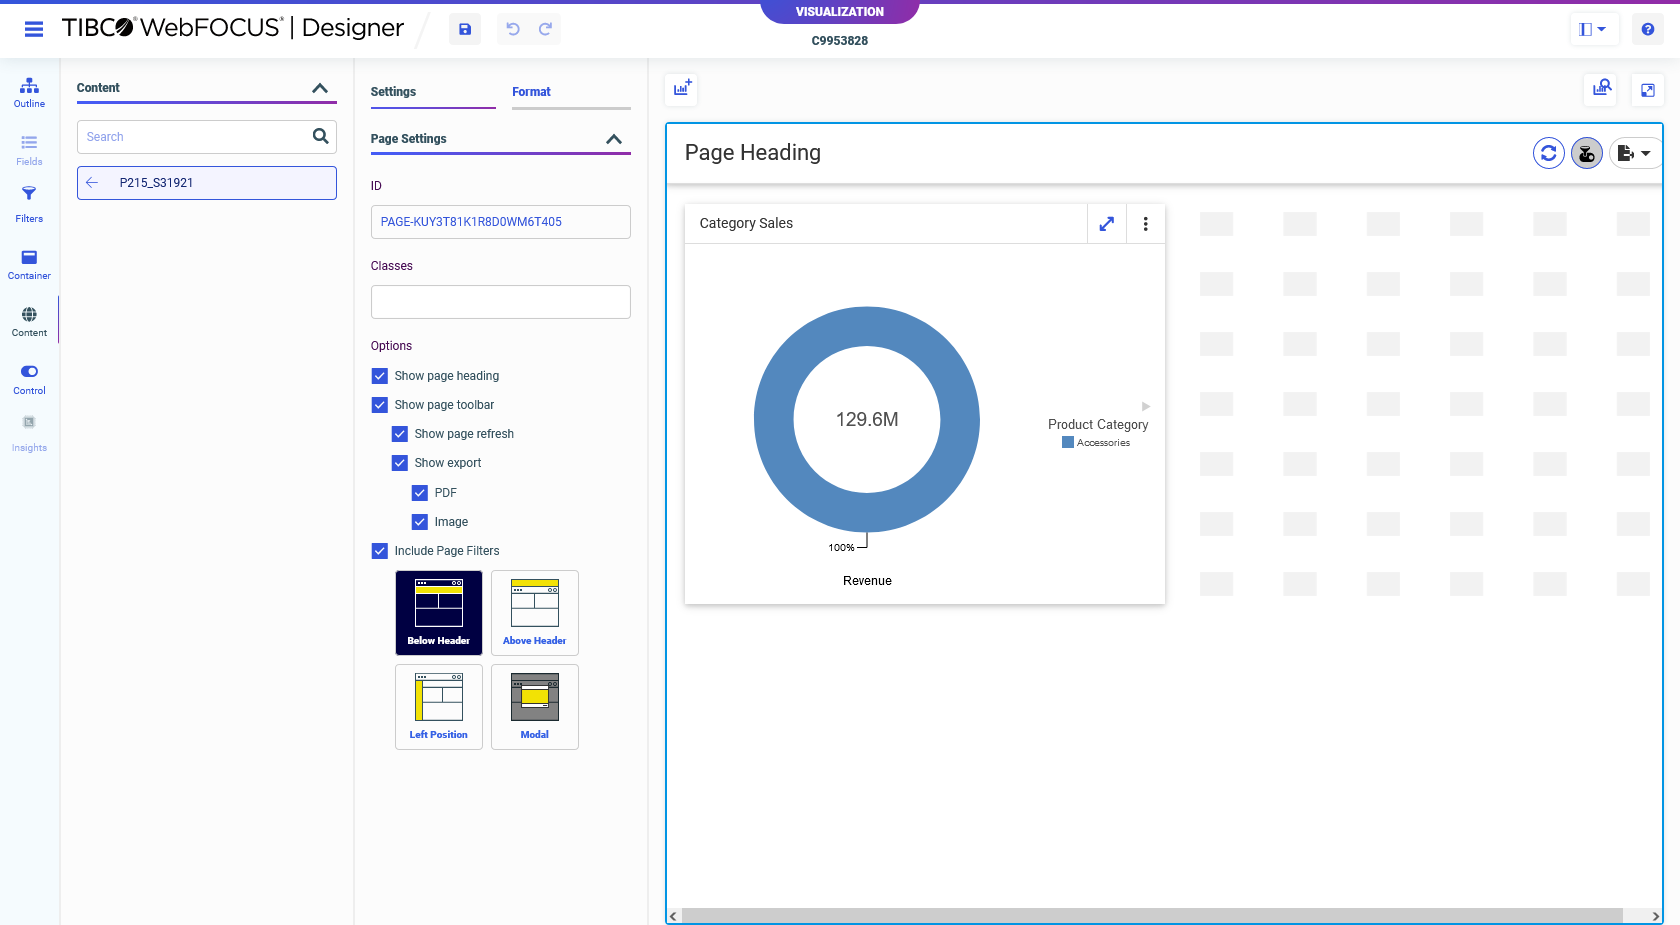 VISUALIZATION
TIBCO® WebFOCUS® | Designer
C9953828
Outline
Fields
Filters
Container
Content
Control
Insights
Content
Search
P215_S31921
Settings
Format
Page Settings
ID
PAGE-KUY3T81K1R8D0WM6T405
Classes
Options
Show page heading
Show page toolbar
Show page refresh
Show export
PDF
Image
Include Page Filters
Below Header
Above Header
Left Position
Modal
Page Heading
Category Sales
129.6M
100%
Revenue
Product Category
Accessories